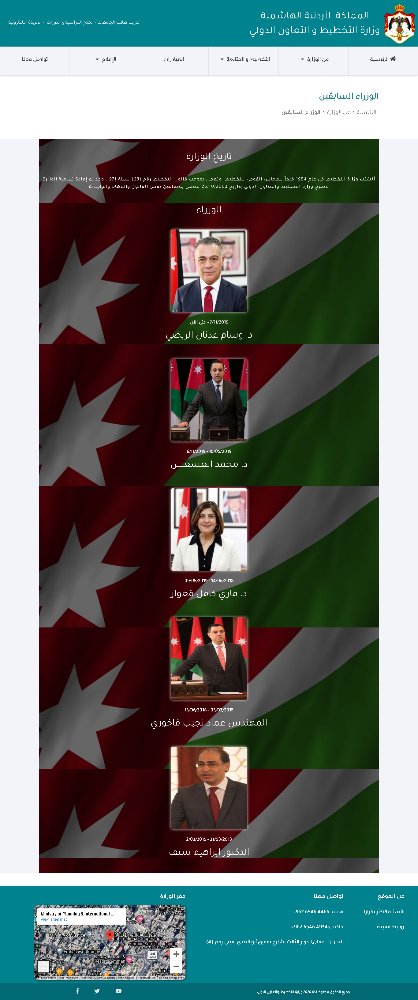 المملكة الأردنية الهاشمية
وزارة التخطيط و التعاون الدولي
تدريب طلاب الجامعات / المنح الدراسية و الدورات / الجريدة الالكترونية
الرئيسية
عن الوزارة
التخطيط و المتابعة
المبادرات
الإعلام
تواصل معنا
الوزراء السابقين
الرئيسية / عن الوزارة / الوزراء السابقين
تاريخ الوزارة
أنشئت وزارة التخطيط في عام 1984 خلفاً للمجلس القومي للتخطيط، وتعمل بموجب قانون التخطيط رقم (68) لسنة 1971، وقد تم إعادة تسمية الوزارة
لتصبح وزارة التخطيط والتعاون الدولي بتاريخ 25/10/2003 لتعمل بمضامين نفس القانون والمهام والواجبات
الوزراء
7/11/2019 - حتى الآن
د. وسام عدنان الربضي
10/05/2019 - 6/11/2019
د. محمد العسعس
14/06/2018 - 09/05/2019
د. ماري كامل قعوار
03/03/2015 - 13/06/2018
المهندس عماد نجيب فاخوري
31/03/2013 - 2/03/2015
الدكتور إبراهيم سيف
من الموقع
الأسئلة الاكثر تكرارا
روابط مفيدة
تواصل معنا
هاتف :4466 6546 962+
فاكس:4934 6546 962+
العنوان: عمان,الدوار الثالث ،شارع توفيق أبو الهدى، مبنى رقم (4)
مقر الوزارة
Ministry of Planning & International ...
View larger map
Ministry of Justice
Ministry of Planning &
International Cooperation
Amman Surgical Hospital
Embassy of France
3rd
الثالث
Le Royal Hotel &
Resorts Amman
Al-Muranabbi St
Levant
Romer
Google
Map data ©2020 Imagery ©2020 CNES / Airbus, Maxar Technologies
Terms of Use
Report a map error
جميع الحقوق محفوظة © 2020 وزارة التخطيط والتعاون الدولي.